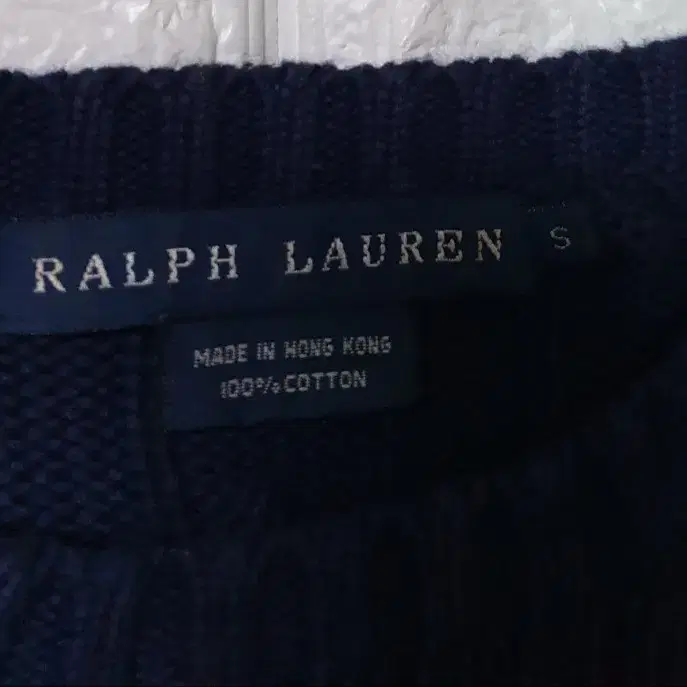 RALPH LAUREN S
MADE IN HONG KONG
100% COTTON